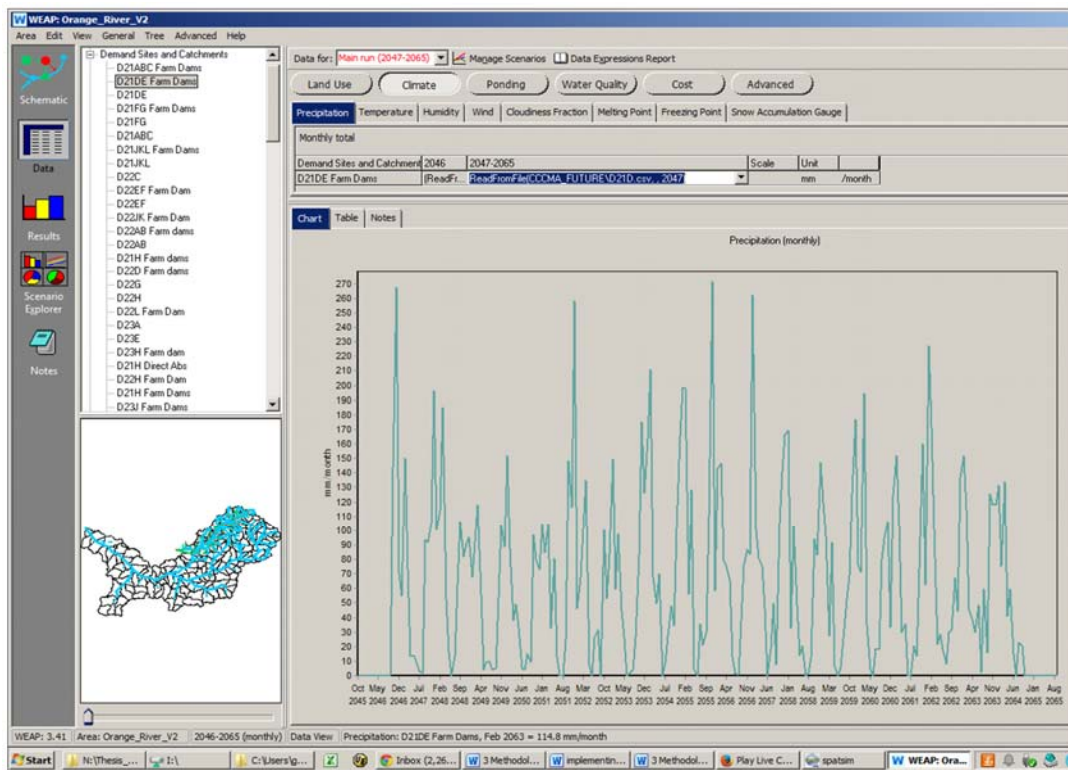 WEAP: Orange_River_V2
Area Edit View General Tree Advanced Help
Schematic
Data
Results
Scenario Explorer
Notes
Demand Sites and Catchments
D21ABC Farm Dams
D21DE Farm Dams
D21DE
D21FG Farm Dams
D21FG
D21ABC
D21JKL Farm Dams
D21JKL
D22C
D22EF Farm Dam
D22EF
D22JK Farm Dam
D22AB Farm dams
D22AB
D21H Farm dams
D22D Farm dams
D22G
D22H
D22L Farm Dam
D23A
D23E
D23H Farm dam
D21H Direct Abs
D22H Farm Dam
D21H Farm Dams
D23J Farm Dams
Data for: Main run (2047-2065) Manage Scenarios Data Expressions Report
Land Use Climate Ponding Water Quality Cost Advanced
Precipitation Temperature Humidity Wind Cloudiness Fraction Melting Point Freezing Point Snow Accumulation Gauge
Monthly total
Demand Sites and Catchment 2046 2047-2065 Scale Unit
D21DE Farm Dams (ReadFr... ReadFromFile(CCCMA_FUTURE\D21D.csv, , 2047 mm /month
Chart Table Notes
Precipitation (monthly)
mm/month
270
260
250
240
230
220
210
200
190
180
170
160
150
140
130
120
110
100
90
80
70
60
50
40
30
20
10
0
Oct May Dec Jul Feb Sep Apr Nov Jun Jan Aug Mar Oct May Dec Jul Feb Sep Apr Nov Jun Jan Aug Mar Oct May Dec Jul Feb Sep Apr Nov Jun Jan Aug
2045 2046 2046 2047 2048 2048 2049 2049 2050 2051 2051 2052 2052 2053 2053 2054 2055 2055 2056 2056 2057 2058 2058 2059 2059 2060 2060 2061 2062 2062 2063 2063 2064 2065 2065
WEAP: 3.41 Area: Orange_River_V2 2046-2065 (monthly) Data View Precipitation: D21DE Farm Dams, Feb 2063 = 114.8 mm/month
Start N:\Thesis_... I:\ C:\Users\g... Inbox (2,26... 3 Methodol... implementin... 3 Methodol... Play Live C... spatsim WEAP: Ora...